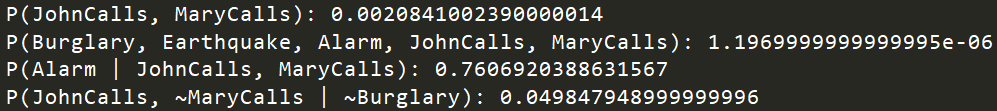 P(JohnCalls, MaryCalls): 0.0020841002390000014
P(Burglary, Earthquake, Alarm, JohnCalls, MaryCalls): 1.1969999999999995e-06
P(Alarm | JohnCalls, MaryCalls): 0.7606920388631567
P(JohnCalls, ~MaryCalls | ~Burglary): 0.049847948999999996